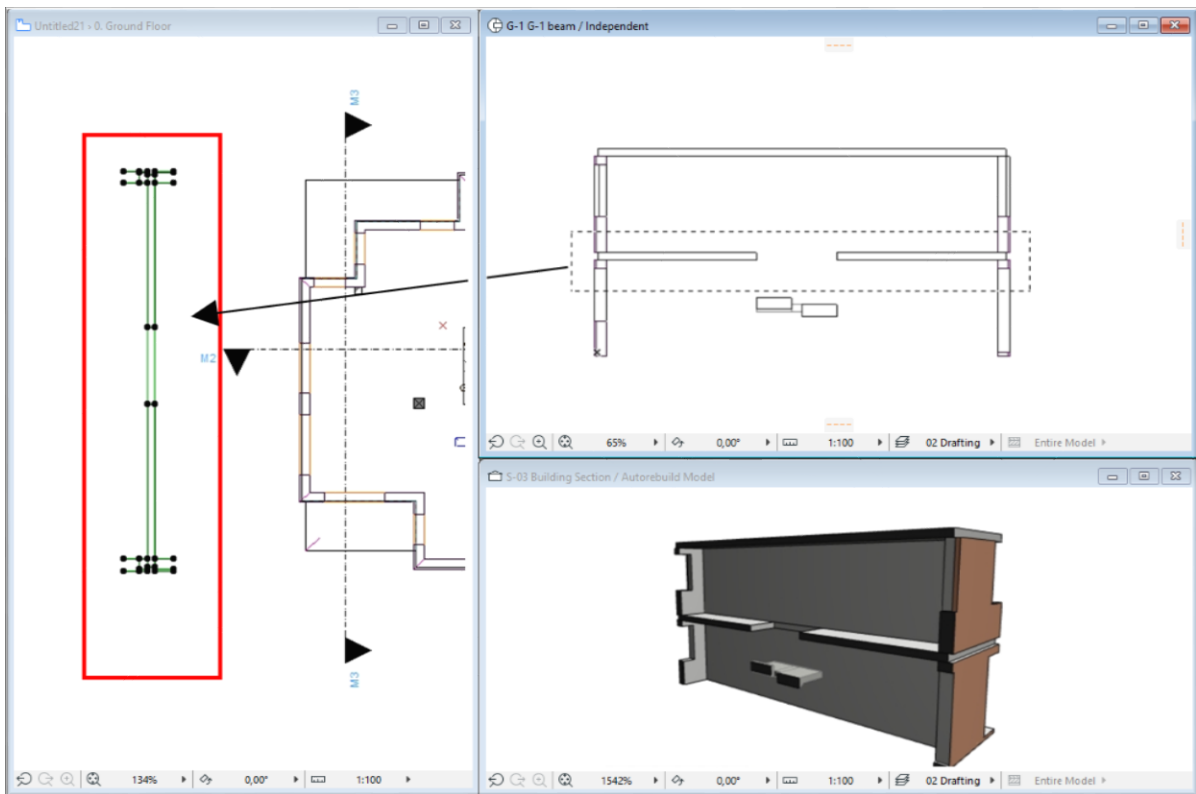 Untitled21 › 0. Ground Floor
M3
M2
M3
134%
0,00°
1:100
G-1 G-1 beam / Independent
65%
0,00°
1:100
02 Drafting
Entire Model
S-03 Building Section / Autorebuild Model
1542%
0,00°
1:100
02 Drafting
Entire Model